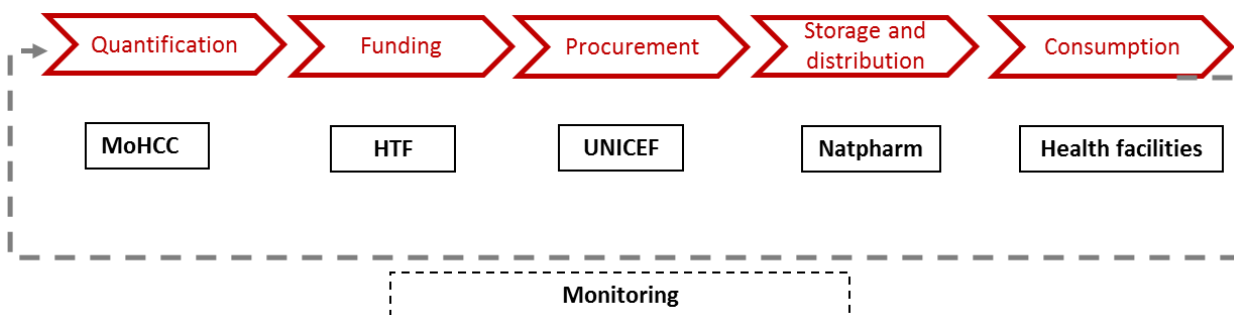 Quantification
Funding
Procurement
Storage and
distribution
Consumption
MoHCC
HTF
UNICEF
Natpharm
Health facilities
Monitoring